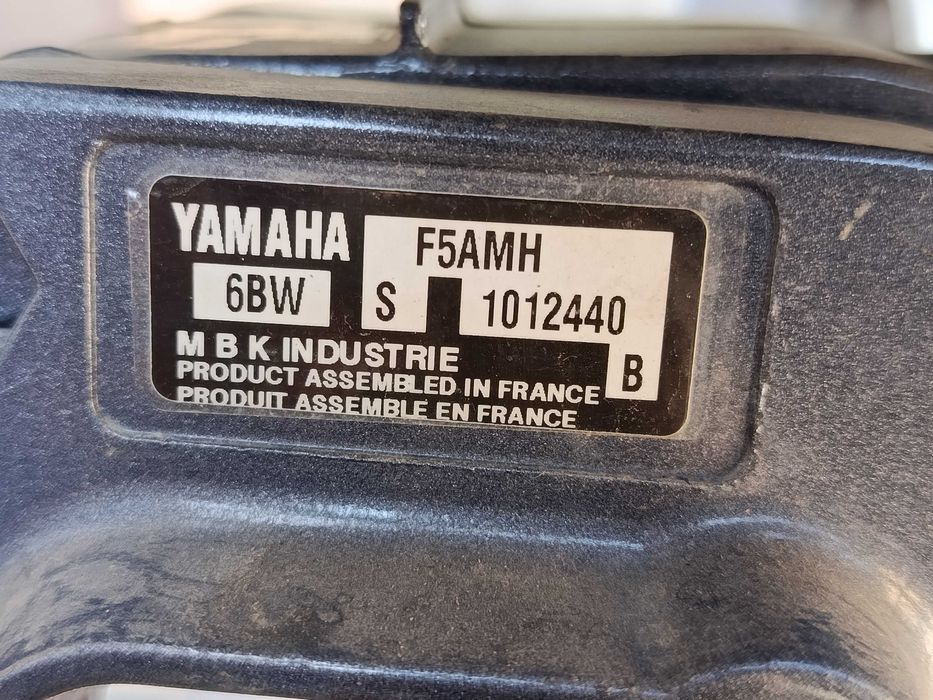 YAMAHA F5AMH
6BW S 1012440
M B K INDUSTRIE
B
PRODUCT ASSEMBLED IN FRANCE
PRODUIT ASSEMBLE EN FRANCE